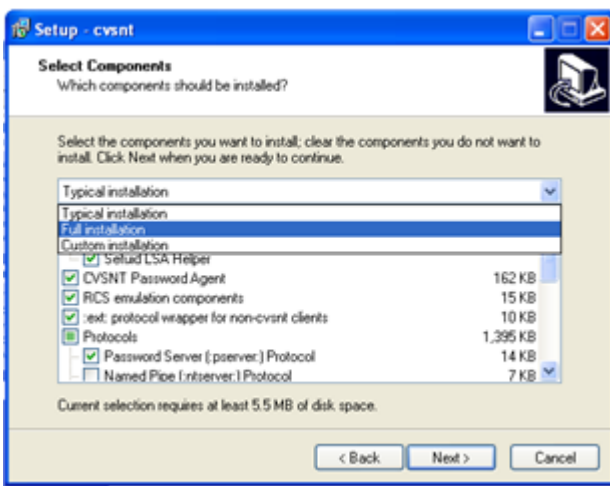 Setup - cvsnt
Select Components
Which components should be installed?
Select the components you want to install; clear the components you do not want to
install. Click Next when you are ready to continue.
Typical installation
Typical installation
Full installation
Custom installation
Setuid LSA Helper
CVSNT Password Agent 162 KB
RCS emulation components 15 KB
:ext: protocol wrapper for non-cvsnt clients 10 KB
Protocols 1,395 KB
Password Server (:pserver:) Protocol 14 KB
Named Pipe (:ntserver:) Protocol 7 KB
Current selection requires at least 5.5 MB of disk space.
< Back Next > Cancel